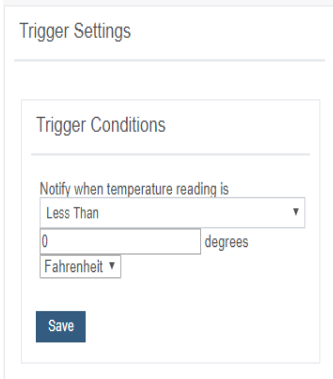 Trigger Settings
Trigger Conditions
Notify when temperature reading is
Less Than
0 degrees
Fahrenheit
Save